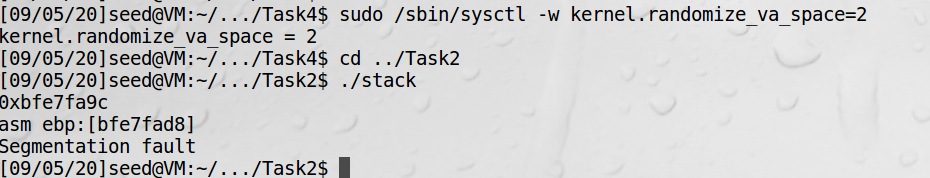 [09/05/20]seed@VM:~/.../Task4$ sudo /sbin/sysctl -w kernel.randomize_va_space=2
kernel.randomize_va_space = 2
[09/05/20]seed@VM:~/.../Task4$ cd ../Task2
[09/05/20]seed@VM:~/.../Task2$ ./stack
0xbfe7fa9c
asm ebp:[bfe7fad8]
Segmentation fault
[09/05/20]seed@VM:~/.../Task2$